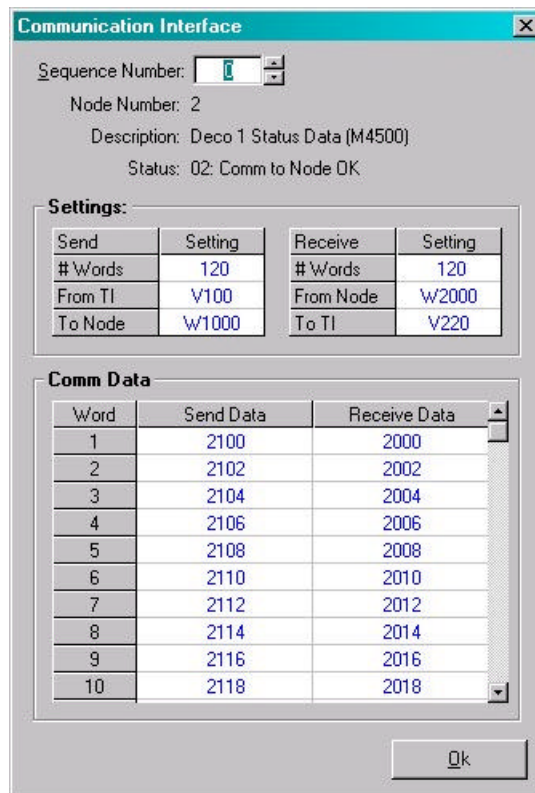 Communication Interface
Sequence Number: 0
Node Number: 2
Description: Deco 1 Status Data (M4500)
Status: 02: Comm to Node OK
Settings:
Send Setting Receive Setting
# Words 120 # Words 120
From TI V100 From Node W2000
To Node W1000 To TI V220
Comm Data
Word Send Data Receive Data
1 2100 2000
2 2102 2002
3 2104 2004
4 2106 2006
5 2108 2008
6 2110 2010
7 2112 2012
8 2114 2014
9 2116 2016
10 2118 2018
Ok